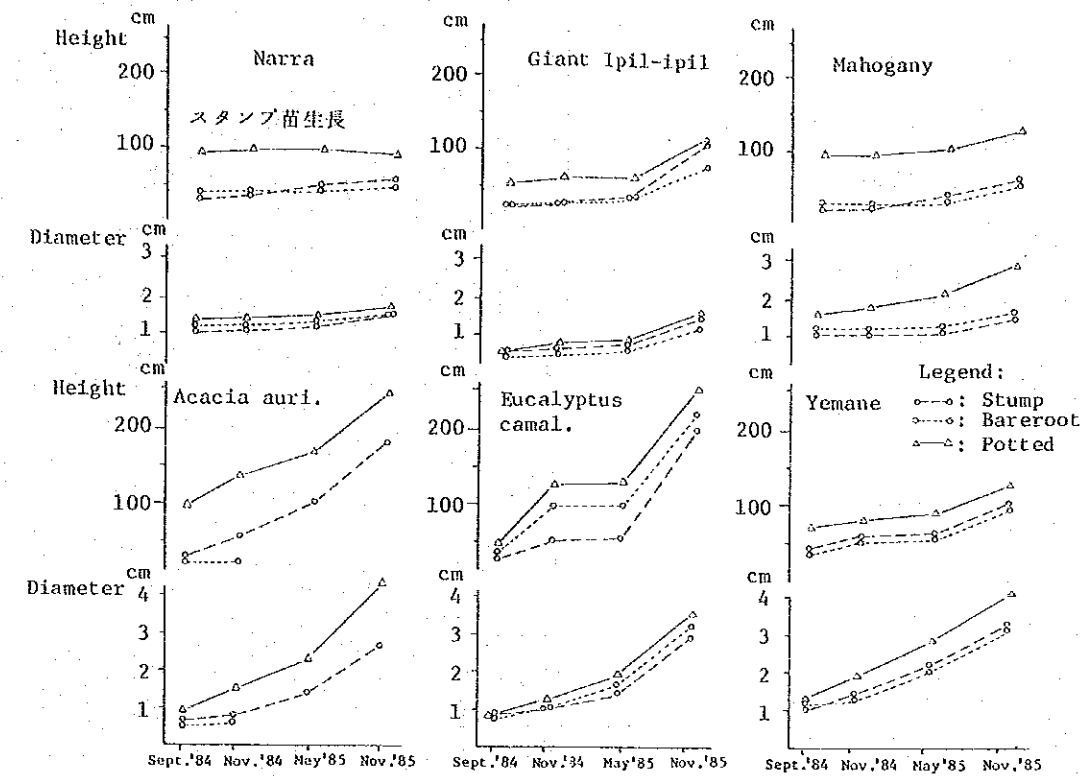 cm
Height
200
100
Narra
スタンプ苗生長
cm
200
100
Giant Ipil-ipil
cm
200
100
Mahogany
Diameter
cm
3
2
1
cm
3
2
1
cm
3
2
1
cm
Height
200
100
Acacia auri.
cm
200
100
Eucalyptus
camal.
cm
200
100
Yemane
Legend:
: Stump
: Bareroot
: Potted
Diameter
cm
4
3
2
1
Sept.'84 Nov.'84 May'85 Nov.'85
cm
4
3
2
1
Sept.'84 Nov.'84 May'85 Nov.'85
cm
4
3
2
1
Sept.'84 Nov.'84 May'85 Nov.'85